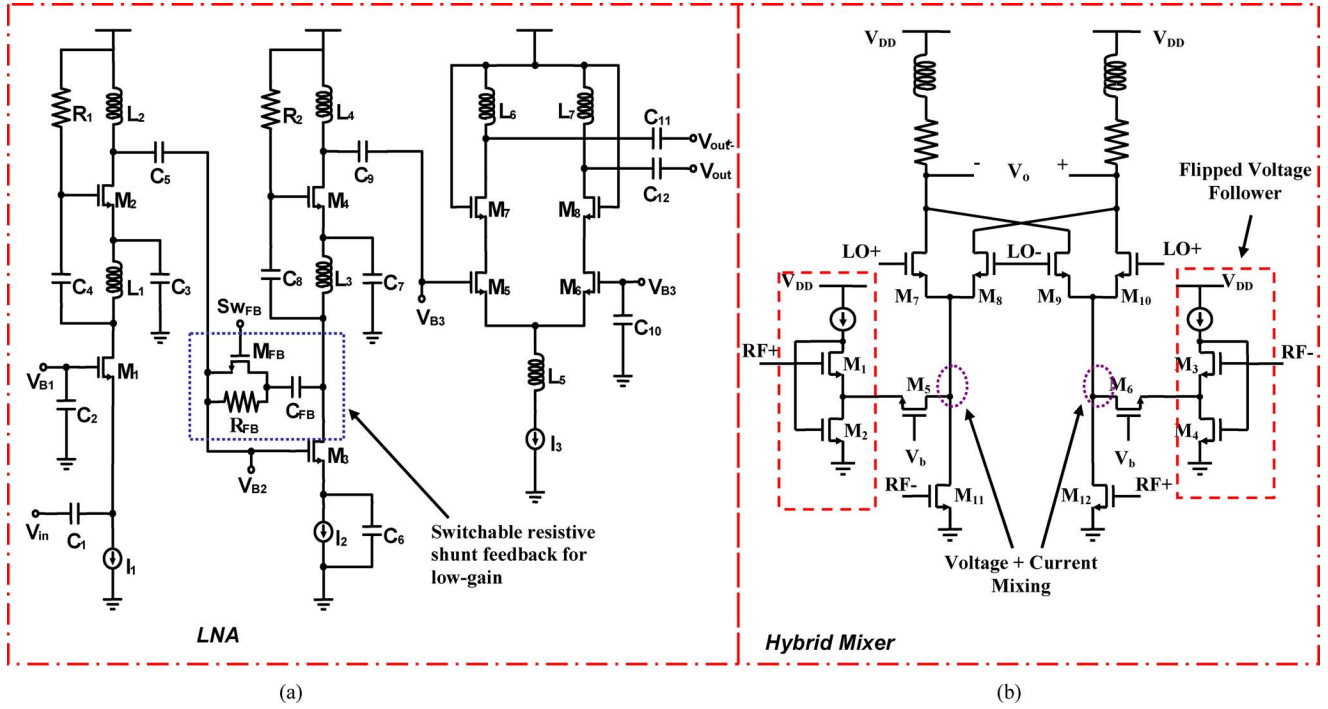 R1
L2
C5
M2
C4
L1
C3
VB1
M1
C2
Vin
C1
I1
R2
L4
C9
M4
C8
L3
C7
SwFB
MFB
RFB
CFB
M3
VB2
I2
C6
Switchable resistive
shunt feedback for
low-gain
L6
L7
C11
Vout-
C12
Vout
M7
M8
M5
M6
VB3
VB3
C10
L5
I3
LNA
(a)
VDD
VDD
-
Vo
+
Flipped Voltage
Follower
LO+
LO-
LO+
M7
M8
M9
M10
VDD
VDD
RF+
M1
M2
M5
Vb
M6
Vb
M3
M4
RF-
RF-
M11
M12
RF+
Voltage + Current
Mixing
Hybrid Mixer
(b)